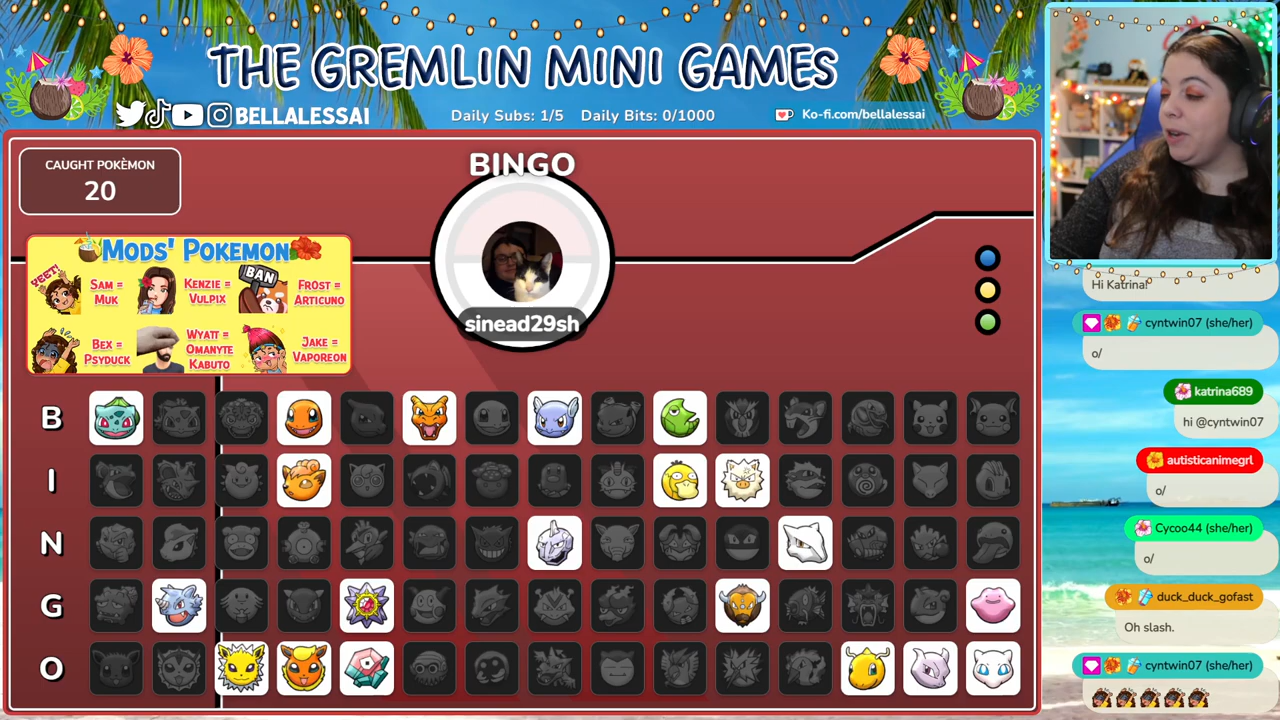 THE GREMLIN MINI GAMES
BELLALESSAI
Daily Subs: 1/5 Daily Bits: 0/1000
Ko-fi.com/bellalessai
CAUGHT POKÈMON
20
BINGO
sinead29sh
MODS' POKEMON
YEET!
SAM = MUK
KENZIE = VULPIX
BAN
FROST = ARTICUNO
BEX = PSYDUCK
WYATT = OMANYTE KABUTO
JAKE = VAPOREON
B
I
N
G
O
Hi Katrina!
cyntwin07 (she/her)
o/
katrina689
hi @cyntwin07
autisticanimegrl
o/
Cycoo44 (she/her)
o/
duck_duck_gofast
Oh slash.
cyntwin07 (she/her)